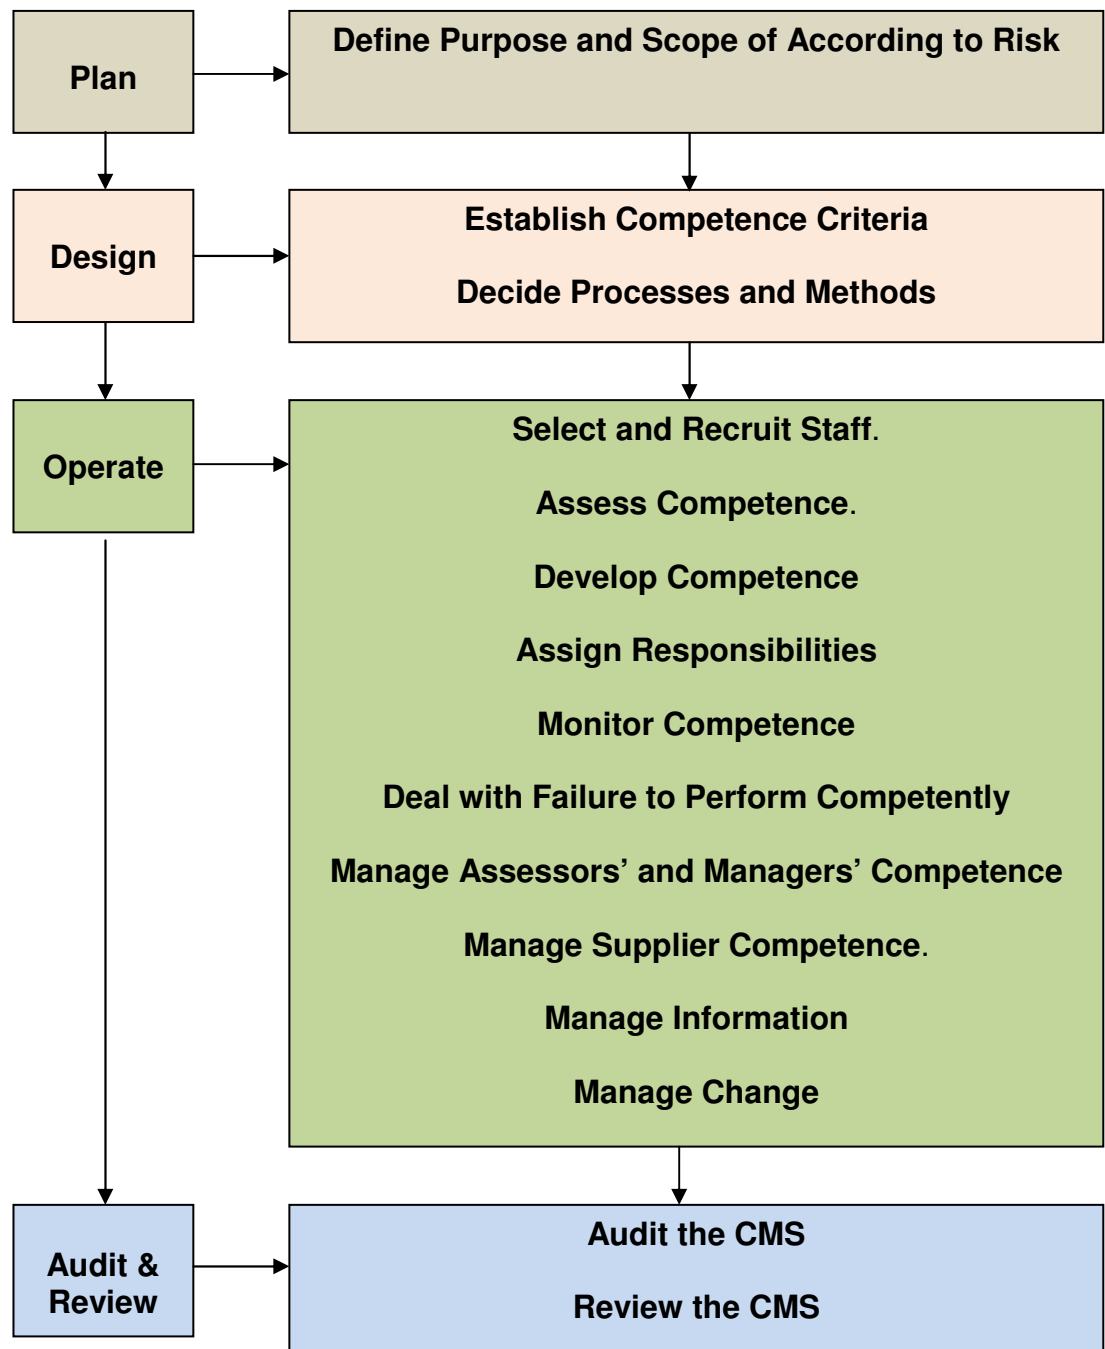 Plan
Define Purpose and Scope of According to Risk
Design
Establish Competence Criteria
Decide Processes and Methods
Operate
Select and Recruit Staff.
Assess Competence.
Develop Competence
Assign Responsibilities
Monitor Competence
Deal with Failure to Perform Competently
Manage Assessors’ and Managers’ Competence
Manage Supplier Competence.
Manage Information
Manage Change
Audit &
Review
Audit the CMS
Review the CMS